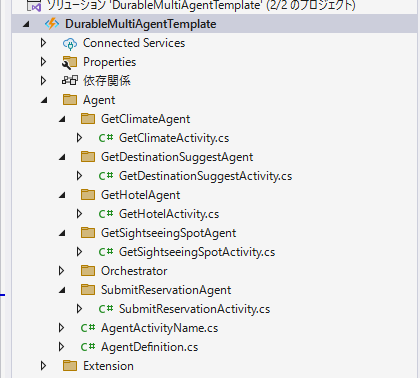 ソリューション 'DurableMultiAgentTemplate' (2/2 のプロジェクト)
DurableMultiAgentTemplate
Connected Services
Properties
依存関係
Agent
GetClimateAgent
C# GetClimateActivity.cs
GetDestinationSuggestAgent
C# GetDestinationSuggestActivity.cs
GetHotelAgent
C# GetHotelActivity.cs
GetSightseeingSpotAgent
C# GetSightseeingSpotActivity.cs
Orchestrator
SubmitReservationAgent
C# SubmitReservationActivity.cs
C# AgentActivityName.cs
C# AgentDefinition.cs
Extension